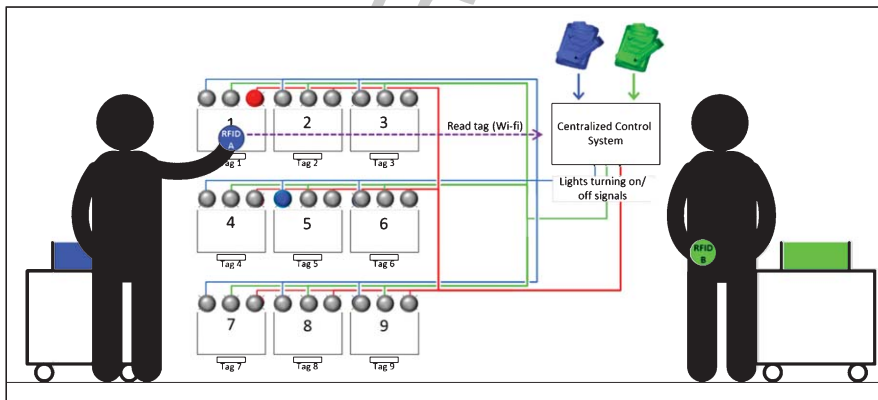 1
2
3
RFID
A
Tag 1
Tag 2
Tag 3
Read tag (Wi-fi)
Centralized Control
System
Lights turning on/
off signals
4
5
6
Tag 4
Tag 5
Tag 6
RFID
B
7
8
9
Tag 7
Tag 8
Tag 9